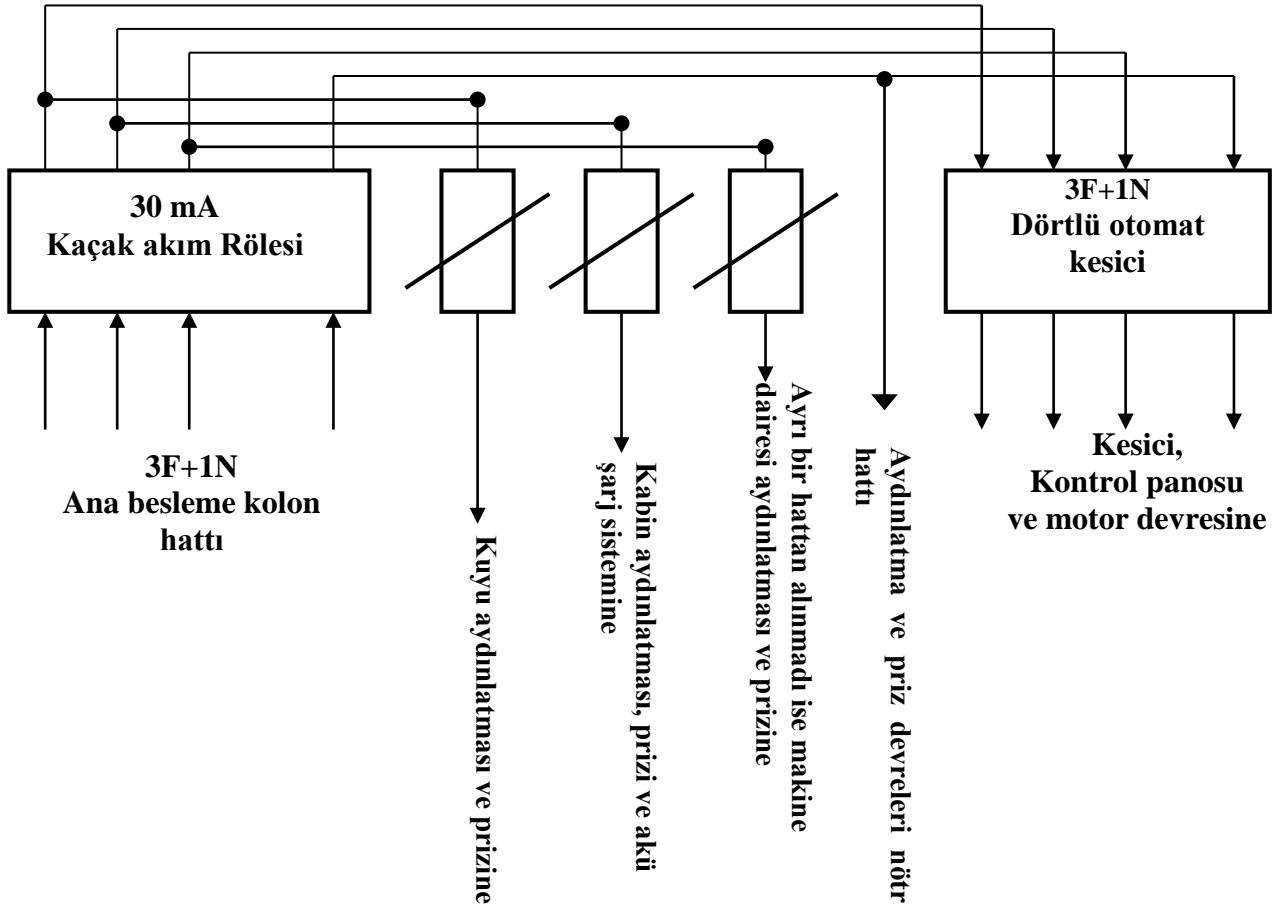 30 mA
Kaçak akım Rölesi
3F+1N
Dörtlü otomat
kesici
3F+1N
Ana besleme kolon
hattı
Kuyu aydınlatması ve prizine
Kabin aydınlatması, prizi ve akü
şarj sistemine
Ayrı bir hattan alınmadı ise makine
dairesi aydınlatması ve prizine
Aydınlatma ve priz devreleri nötr
hattı
Kesici,
Kontrol panosu
ve motor devresine